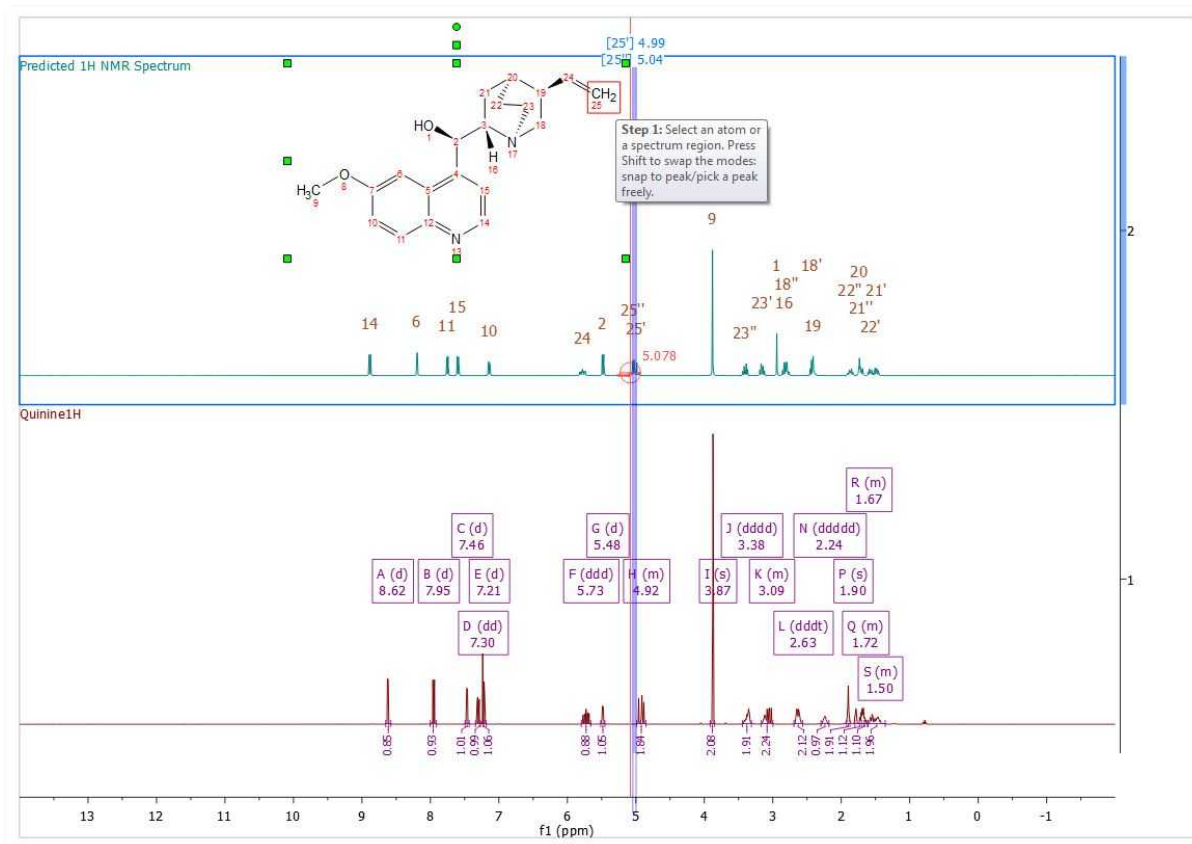 [25'] 4.99
[25''] 5.04
Predicted 1H NMR Spectrum
20
24
CH2
25
21
19
22
23
HO
1
2
3
18
N
17
H
16
O
8
H3C
9
7
6
5
4
15
10
11
12
14
N
13
Step 1: Select an atom or
a spectrum region. Press
Shift to swap the modes:
snap to peak/pick a peak
freely.
9
2
1
18'
20
18''
22'' 21'
23' 16
21''
15
25''
14
6
11
10
24
2
25'
23''
19
22'
5.078
Quinine1H
R (m)
1.67
C (d)
7.46
G (d)
5.48
J (dddd)
3.38
N (ddddd)
2.24
A (d)
8.62
B (d)
7.95
E (d)
7.21
F (ddd)
5.73
H (m)
4.92
I (s)
3.87
K (m)
3.09
P (s)
1.90
1
D (dd)
7.30
L (dddt)
2.63
Q (m)
1.72
S (m)
1.50
0.85
0.93
1.01
0.99
1.06
0.88
1.05
1.84
2.08
1.91
2.24
2.12
0.97
1.91
1.12
1.10
1.96
13 12 11 10 9 8 7 6 5 4 3 2 1 0 -1
f1 (ppm)